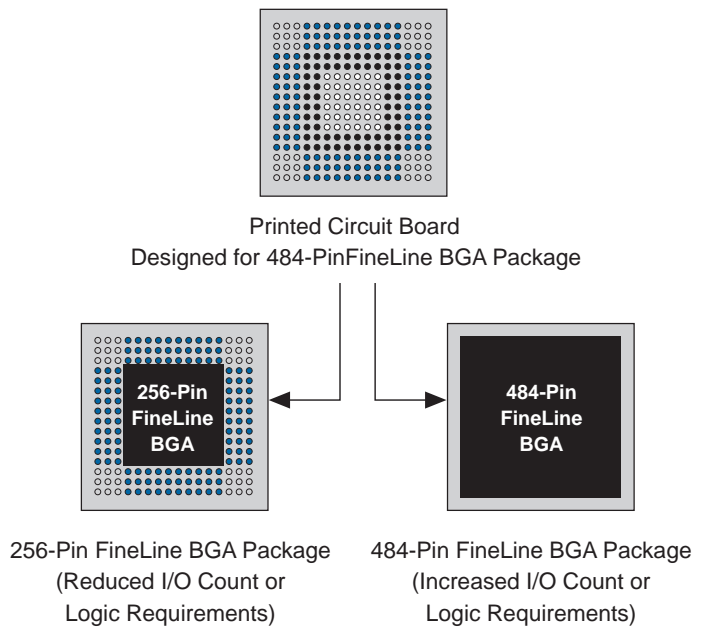 Printed Circuit Board
Designed for 484-PinFineLine BGA Package
256-Pin
FineLine
BGA
484-Pin
FineLine
BGA
256-Pin FineLine BGA Package
(Reduced I/O Count or
Logic Requirements)
484-Pin FineLine BGA Package
(Increased I/O Count or
Logic Requirements)